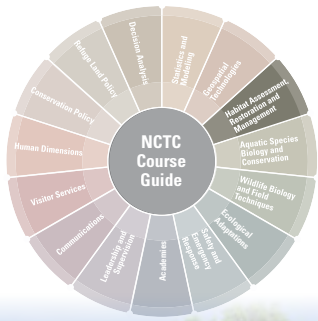 NCTC
Course
Guide
Statistics and
Modeling
Geospatial
Technologies
Habitat Assessment,
Restoration and
Management
Aquatic Species
Biology and
Conservation
Wildlife Biology
and Field
Techniques
Ecological
Adaptations
Safety and
Emergency
Response
Academies
Leadership and
Supervision
Communications
Visitor Services
Human Dimensions
Conservation Policy
Refuge Land Policy
Decision Analysis